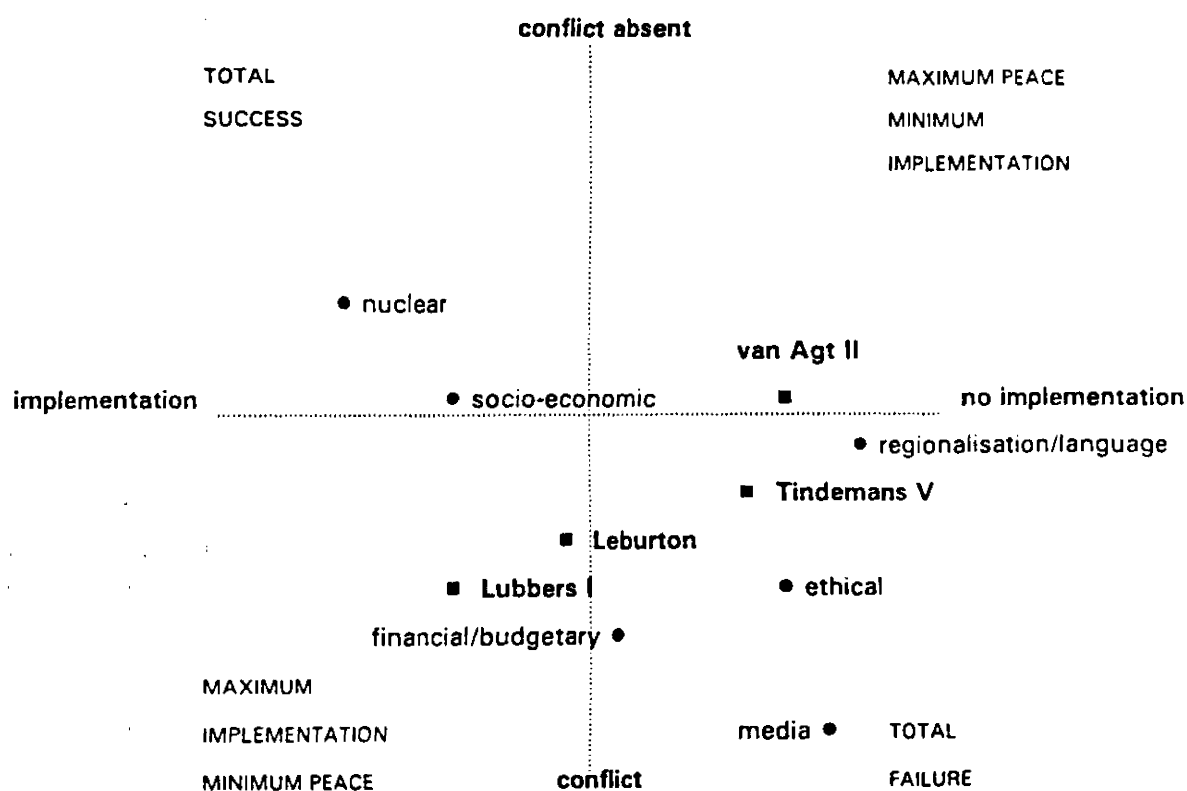 conflict absent
TOTAL
SUCCESS
MAXIMUM PEACE
MINIMUM
IMPLEMENTATION
nuclear
van Agt II
implementation
socio-economic
no implementation
regionalisation/language
Tindemans V
Leburton
Lubbers I
ethical
financial/budgetary
MAXIMUM
IMPLEMENTATION
MINIMUM PEACE
media
TOTAL
FAILURE
conflict